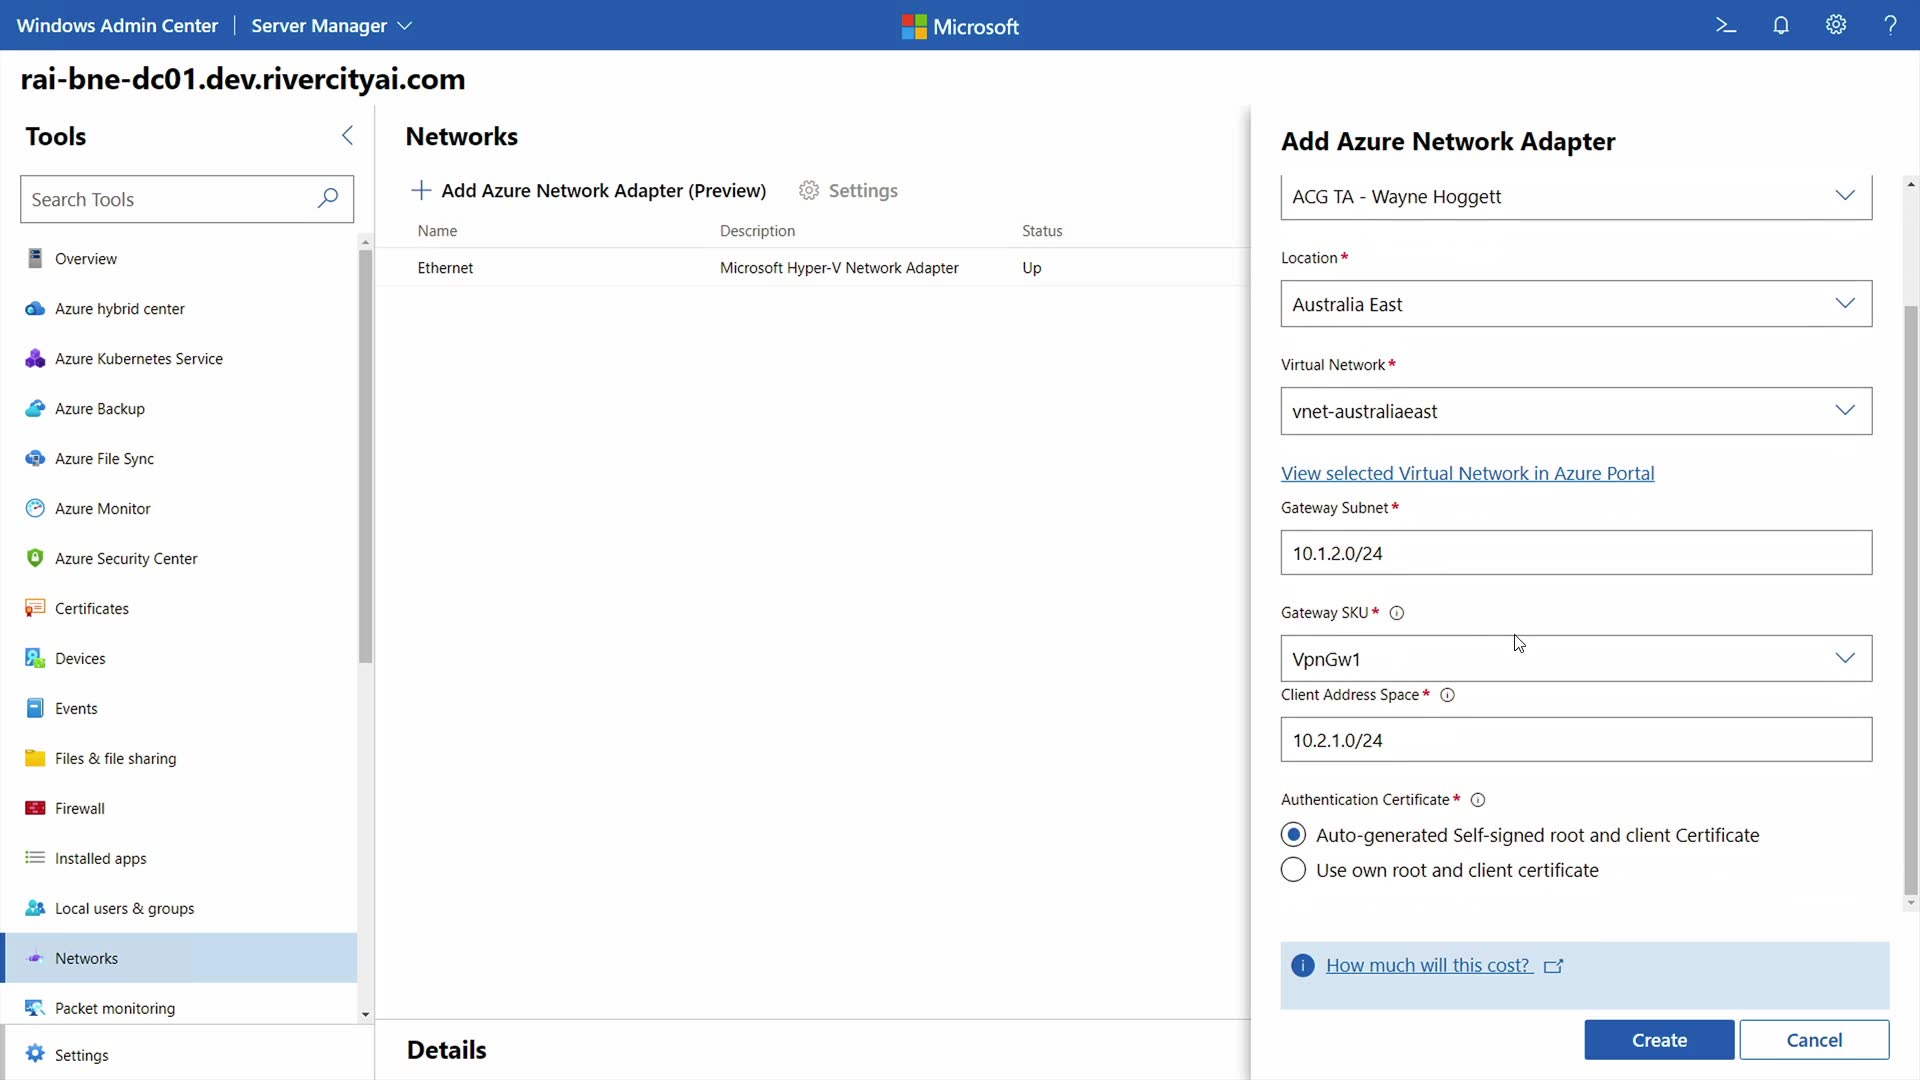 Windows Admin Center | Server Manager
Microsoft
?
rai-bne-dc01.dev.rivercityai.com
Tools
Search Tools
Overview
Azure hybrid center
Azure Kubernetes Service
Azure Backup
Azure File Sync
Azure Monitor
Azure Security Center
Certificates
Devices
Events
Files & file sharing
Firewall
Installed apps
Local users & groups
Networks
Packet monitoring
Settings
Networks
Add Azure Network Adapter (Preview) Settings
Name Description Status
Ethernet Microsoft Hyper-V Network Adapter Up
Details
Add Azure Network Adapter
ACG TA - Wayne Hoggett
Location *
Australia East
Virtual Network *
vnet-australiaeast
View selected Virtual Network in Azure Portal
Gateway Subnet *
10.1.2.0/24
Gateway SKU *
VpnGw1
Client Address Space *
10.2.1.0/24
Authentication Certificate *
Auto-generated Self-signed root and client Certificate
Use own root and client certificate
How much will this cost?
Create Cancel